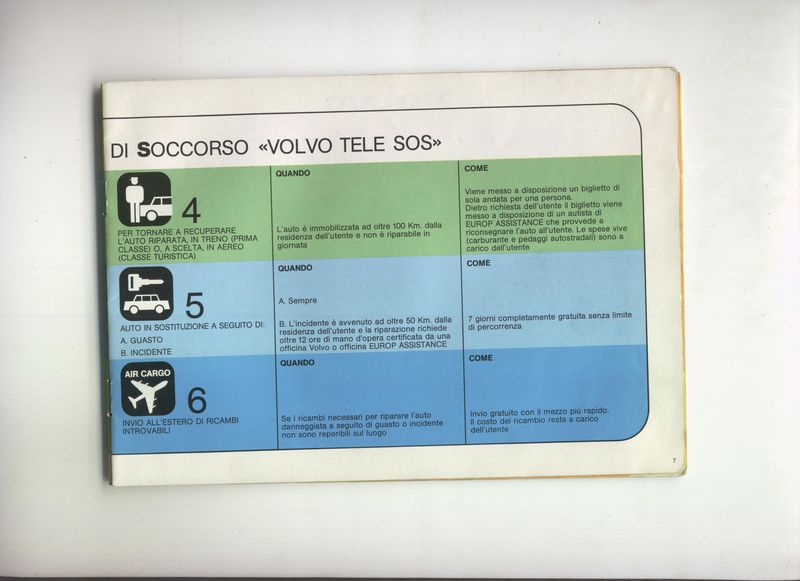 DI SOCCORSO «VOLVO TELE SOS»
4
PER TORNARE A RECUPERARE
L'AUTO RIPARATA, IN TRENO (PRIMA
CLASSE) O, A SCELTA, IN AEREO
(CLASSE TURISTICA)
QUANDO
L'auto è immobilizzata ad oltre 100 Km. dalla
residenza dell'utente e non è riparabile in
giornata
COME
Viene messo a disposizione un biglietto di
sola andata per una persona.
Dietro richiesta dell'utente il biglietto viene
messo a disposizione di un autista di
EUROP ASSISTANCE che provvede a
riconsegnare l'auto all'utente. Le spese vive
(carburante e pedaggi autostradali) sono a
carico dell'utente
5
AUTO IN SOSTITUZIONE A SEGUITO DI:
A. GUASTO
B. INCIDENTE
QUANDO
A. Sempre
B. L'incidente è avvenuto ad oltre 50 Km. dalla
residenza dell'utente e la riparazione richiede
oltre 12 ore di mano d'opera certificata da una
officina Volvo o officina EUROP ASSISTANCE
COME
7 giorni completamente gratuita senza limite
di percorrenza
AIR CARGO
6
INVIO ALL'ESTERO DI RICAMBI
INTROVABILI
QUANDO
Se i ricambi necessari per riparare l'auto
danneggiata a seguito di guasto o incidente
non sono reperibili sul luogo
COME
Invio gratuito con il mezzo più rapido.
Il costo del ricambio resta a carico
dell'utente
7